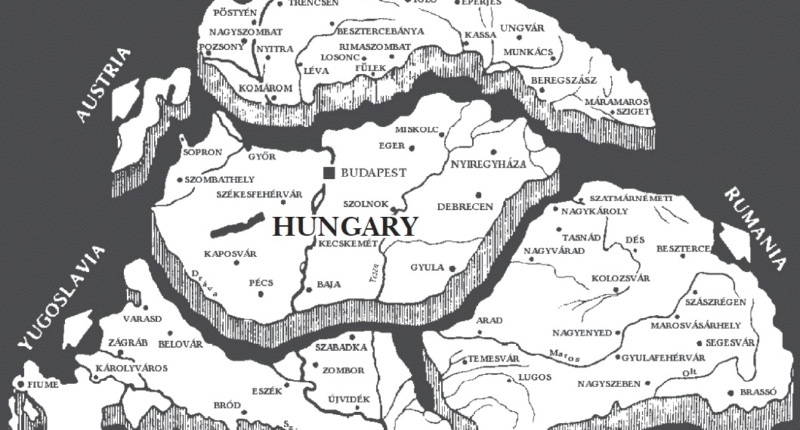 TRENCSÉN
EPERJES
PÖSTYÉN
NAGYSZOMBAT
BESZTERCEBÁNYA
KASSA
UNGVÁR
POZSONY
NYITRA
RIMASZOMBAT
LOSONC
FÜLEK
MUNKÁCS
LÉVA
BEREGSZÁSZ
KOMÁROM
MÁRAMAROS
SZIGET
AUSTRIA
MISKOLC
SOPRON
GYŐR
EGER
NYIREGYHÁZA
BUDAPEST
SZOMBATHELY
SZÉKESFEHÉRVÁR
SZOLNOK
DEBRECEN
HUNGARY
KECSKEMÉT
KAPOSVÁR
GYULA
Tisza
PÉCS
BAJA
SZATMÁRNÉMETI
NAGYKÁROLY
RUMANIA
TASNÁD
DÉS
NAGYVÁRAD
BESZTERCE
KOLOZSVÁR
SZÁSZRÉGEN
YUGOSLAVIA
VARASD
ARAD
MAROSVÁSÁRHELY
NAGYENYED
ZÁGRÁB
BELOVÁR
SZABADKA
SEGESVÁR
Maros
GYULAFEHÉRVÁR
KÁROLYVÁROS
TEMESVÁR
ZOMBOR
Olt
FIUME
LUGOS
NAGYSZEBEN
ESZÉK
BRASSÓ
ÚJVIDÉK
BRÓD